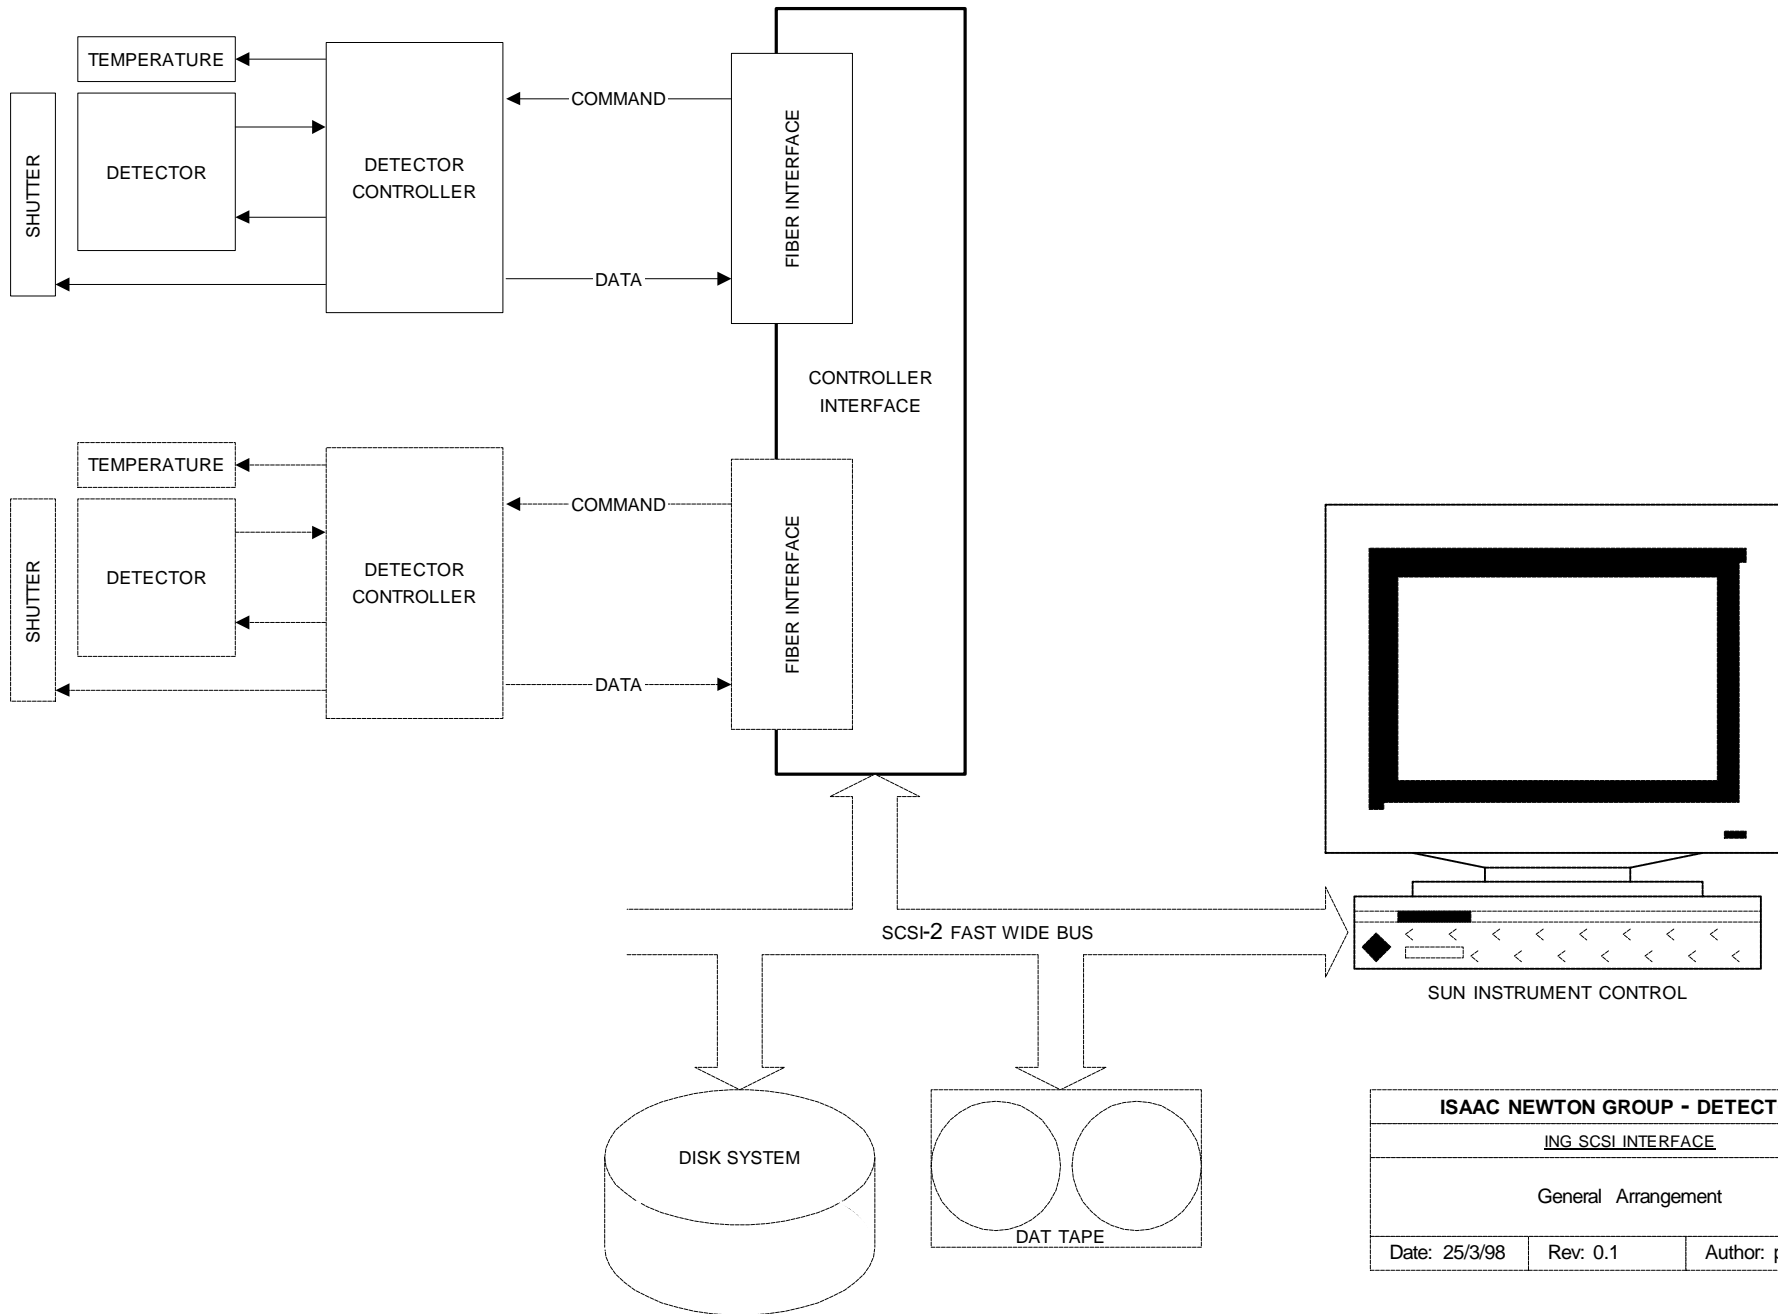 TEMPERATURE
SHUTTER
DETECTOR
DETECTOR
CONTROLLER
COMMAND
DATA
FIBER INTERFACE
CONTROLLER
INTERFACE
TEMPERATURE
SHUTTER
DETECTOR
DETECTOR
CONTROLLER
COMMAND
DATA
FIBER INTERFACE
SCSI-2 FAST WIDE BUS
SUN INSTRUMENT CONTROL
DISK SYSTEM
DAT TAPE
ISAAC NEWTON GROUP - DETECT
ING SCSI INTERFACE
General Arrangement
Date: 25/3/98
Rev: 0.1
Author: